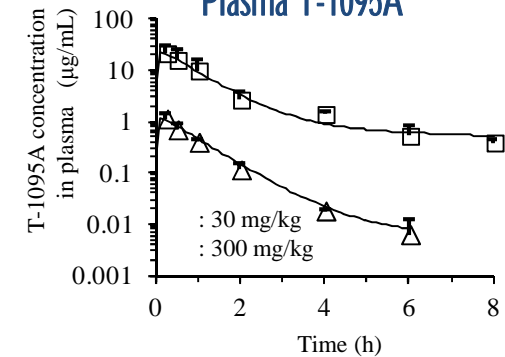 Plasma T-1095A
T-1095A concentration
in plasma (μg/mL)
100
10
1
0.1
0.01
0.001
: 30 mg/kg
: 300 mg/kg
0 2 4 6 8
Time (h)